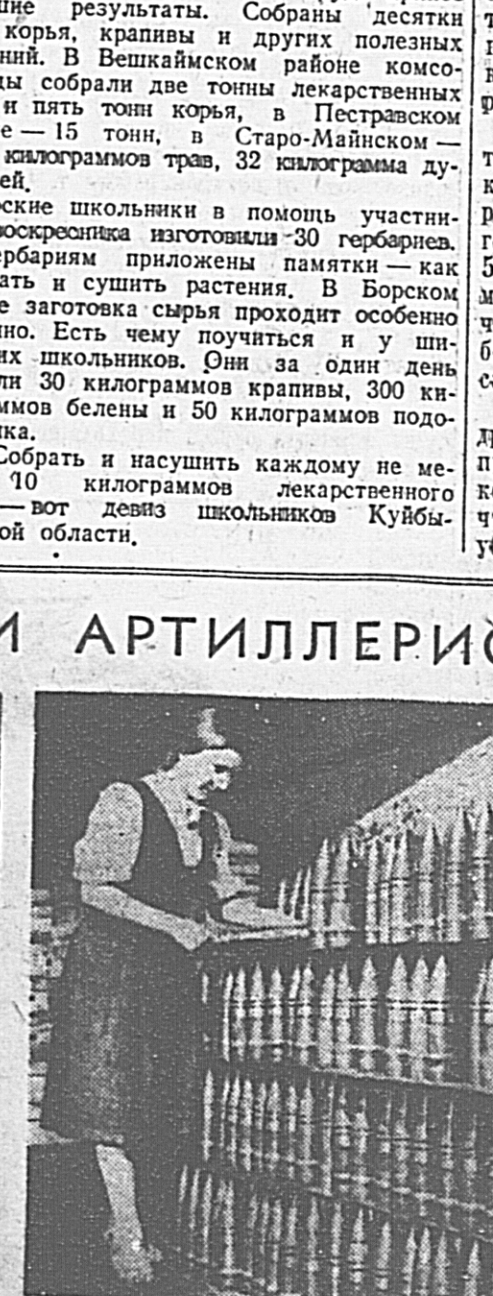 шие результаты. Собраны десятки
корья, крапивы и других полезных
ний. В Вешкаймском районе комсо-
ды собрали две тонны лекарственных
и пять тонн корья, в Пестравском
е — 15 тонн, в Старо-Майнском —
килограммов трав, 32 килограмма ду-
ей.
ские школьники в помощь участни-
воскресника изготовили 30 гербариев.
ербариям приложены памятки — как
ать и сушить растения. В Борском
е заготовка сырья проходит особенно
но. Есть чему поучиться и у ши-
их школьников. Они за один день
ли 30 килограммов крапивы, 300 ки-
ммов белены и 50 килограммов подо-
ика.
Собрать и насушить каждому не ме-
10 килограммов лекарственного
— вот девиз школьников Куйбы-
ой области.
И АРТИЛЛЕРИС